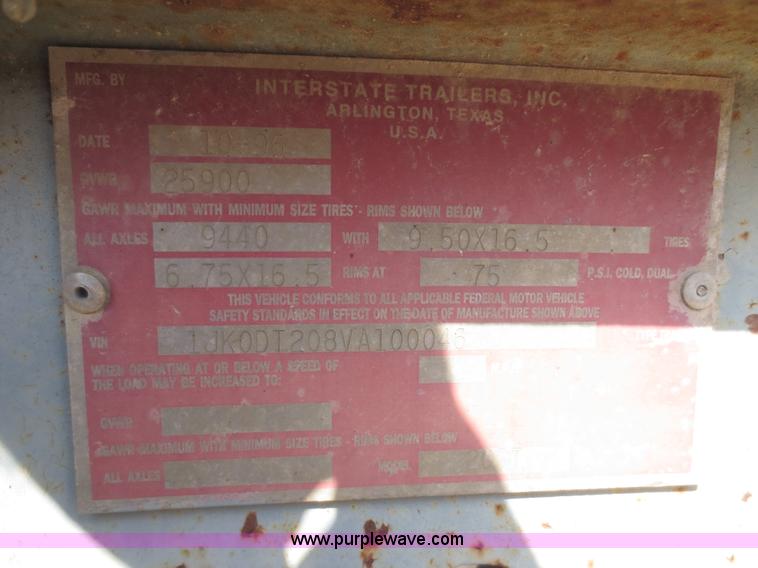 MFG. BY INTERSTATE TRAILERS, INC.
ARLINGTON, TEXAS
U.S.A.
DATE 10-96
GVWR 25900
GAWR MAXIMUM WITH MINIMUM SIZE TIRES - RIMS SHOWN BELOW
ALL AXLES 9440 WITH 9.50X16.5 TIRES
6.75X16.5 RIMS AT 75 P.S.I. COLD, DUAL
THIS VEHICLE CONFORMS TO ALL APPLICABLE FEDERAL MOTOR VEHICLE
SAFETY STANDARDS IN EFFECT ON THE DATE OF MANUFACTURE SHOWN ABOVE
VIN 1JK0DT208VA100046
WHEN OPERATING AT OR BELOW A SPEED OF
THE LOAD MAY BE INCREASED TO:
GVWR
GAWR MAXIMUM WITH MINIMUM SIZE TIRES - RIMS SHOWN BELOW
ALL AXLES MODEL
www.purplewave.com